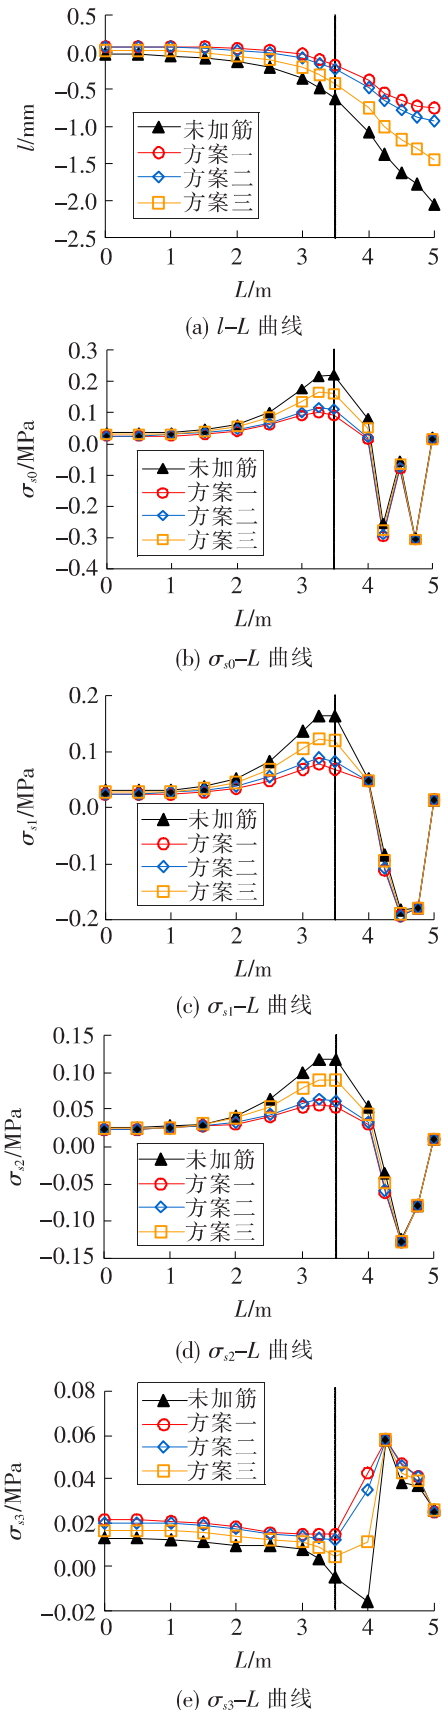 l/mm
0.5
0.0
−0.5
−1.0
−1.5
−2.0
−2.5
未加筋
方案一
方案二
方案三
0 1 2 3 4 5
L/m
(a) l–L 曲线
σs0/MPa
0.3
0.2
0.1
0.0
−0.1
−0.2
−0.3
−0.4
未加筋
方案一
方案二
方案三
0 1 2 3 4 5
L/m
(b) σs0–L 曲线
σs1/MPa
0.2
0.1
0.0
−0.1
−0.2
未加筋
方案一
方案二
方案三
0 1 2 3 4 5
L/m
(c) σs1–L 曲线
σs2/MPa
0.15
0.10
0.05
0.00
−0.05
−0.10
−0.15
未加筋
方案一
方案二
方案三
0 1 2 3 4 5
L/m
(d) σs2–L 曲线
σs3/MPa
0.08
0.06
0.04
0.02
0.00
−0.02
未加筋
方案一
方案二
方案三
0 1 2 3 4 5
L/m
(e) σs3–L 曲线